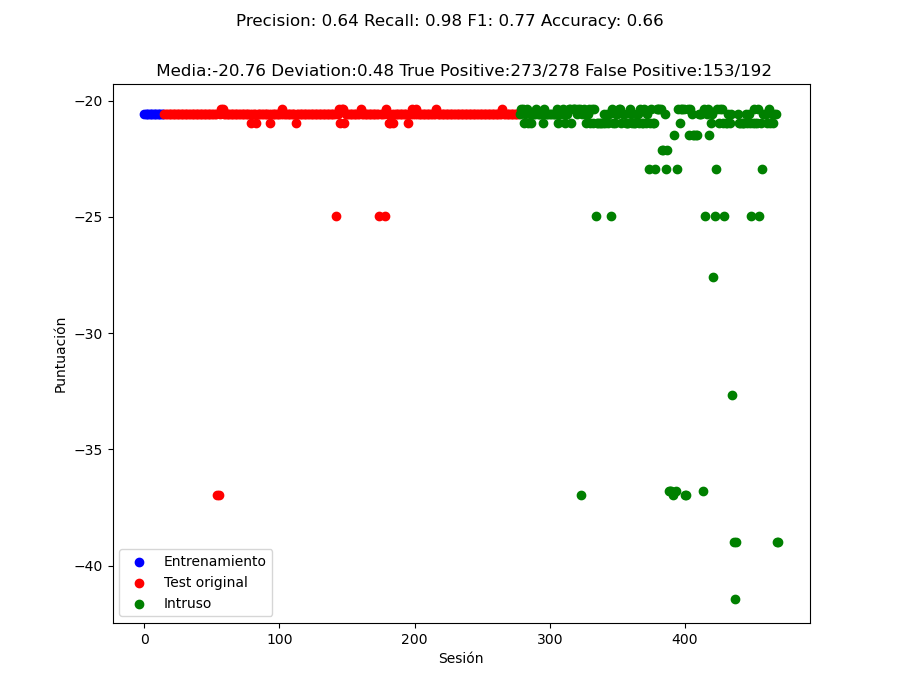 Precision: 0.64 Recall: 0.98 F1: 0.77 Accuracy: 0.66
Media:-20.76 Deviation:0.48 True Positive:273/278 False Positive:153/192
Puntuación
−20
−25
−30
−35
−40
Entrenamiento
Test original
Intruso
0
100
200
300
400
Sesión